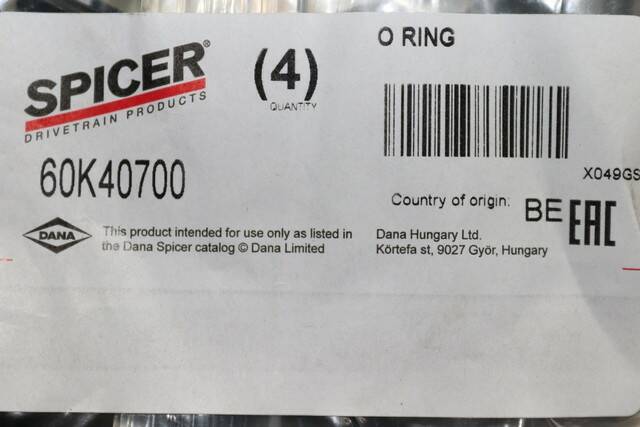 SPICER®
DRIVETRAIN PRODUCTS
(4)
QUANTITY
O RING
X049GS
60K40700
Country of origin: BE
EAC
DANA
This product intended for use only as listed in
the Dana Spicer catalog © Dana Limited
Dana Hungary Ltd.
Körtefa st, 9027 Győr, Hungary